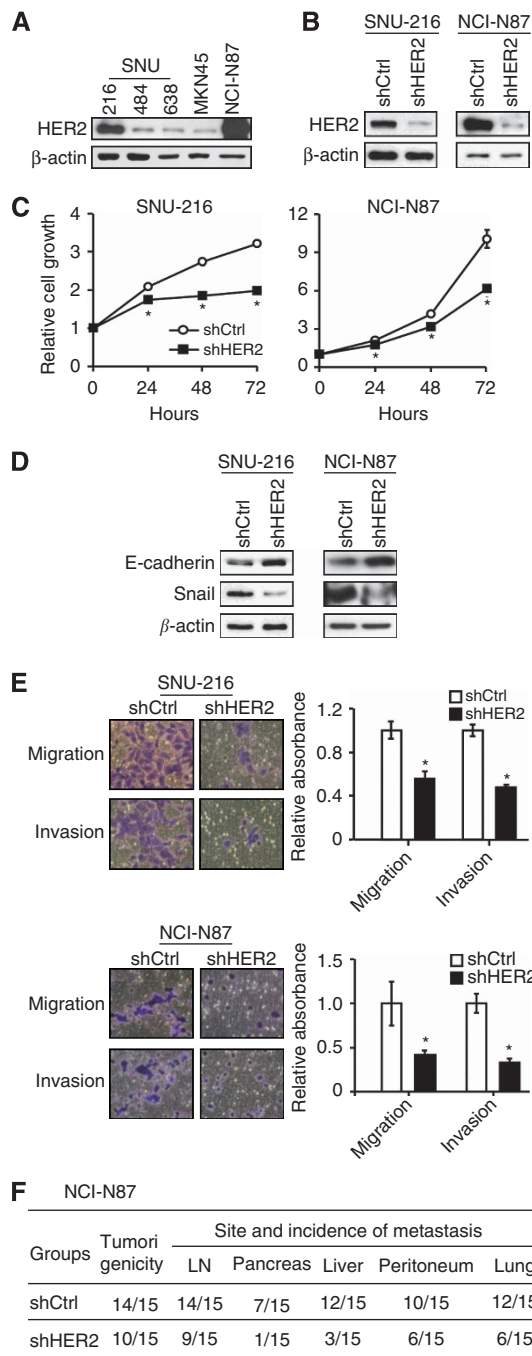 A
SNU
216 484 638 MKN45 NCI-N87
HER2
β-actin
B
SNU-216 NCI-N87
shCtrl shHER2 shCtrl shHER2
HER2
β-actin
C
SNU-216
Relative cell growth
4
3
2
1
0
shCtrl
shHER2
* * *
0 24 48 72
Hours
NCI-N87
12
9
6
3
0
* * *
0 24 48 72
Hours
D
SNU-216 NCI-N87
shCtrl shHER2 shCtrl shHER2
E-cadherin
Snail
β-actin
E
SNU-216
shCtrl shHER2
Migration
Invasion
Relative absorbance
1.2
0.8
0.4
0
shCtrl
shHER2
* *
Migration Invasion
NCI-N87
shCtrl shHER2
Migration
Invasion
Relative absorbance
1.5
1.0
0.5
0
shCtrl
shHER2
* *
Migration Invasion
F NCI-N87
Groups Tumori genicity Site and incidence of metastasis
LN Pancreas Liver Peritoneum Lung
shCtrl 14/15 14/15 7/15 12/15 10/15 12/15
shHER2 10/15 9/15 1/15 3/15 6/15 6/15